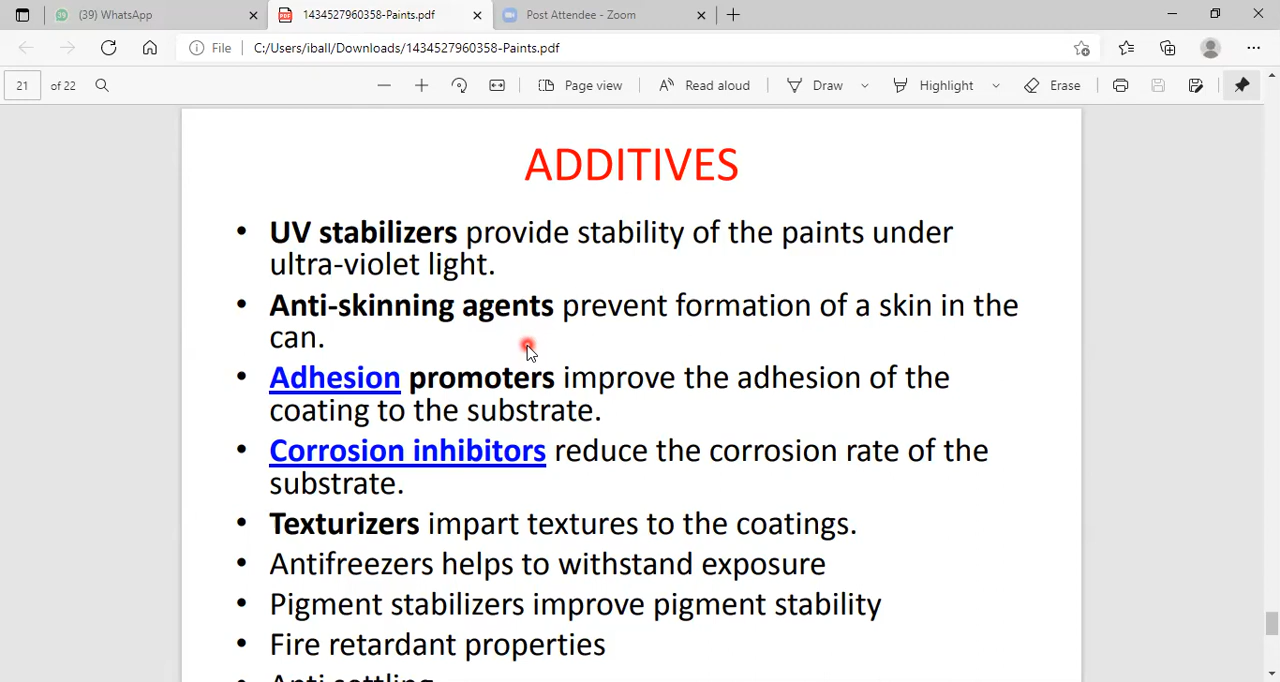 (39) WhatsApp
1434527960358-Paints.pdf
Post Attendee - Zoom
File
C:/Users/iball/Downloads/1434527960358-Paints.pdf
21 of 22
Page view
Read aloud
Draw
Highlight
Erase
ADDITIVES
• UV stabilizers provide stability of the paints under
ultra-violet light.
• Anti-skinning agents prevent formation of a skin in the
can.
• Adhesion promoters improve the adhesion of the
coating to the substrate.
• Corrosion inhibitors reduce the corrosion rate of the
substrate.
• Texturizers impart textures to the coatings.
• Antifreezers helps to withstand exposure
• Pigment stabilizers improve pigment stability
• Fire retardant properties
• Anti settling